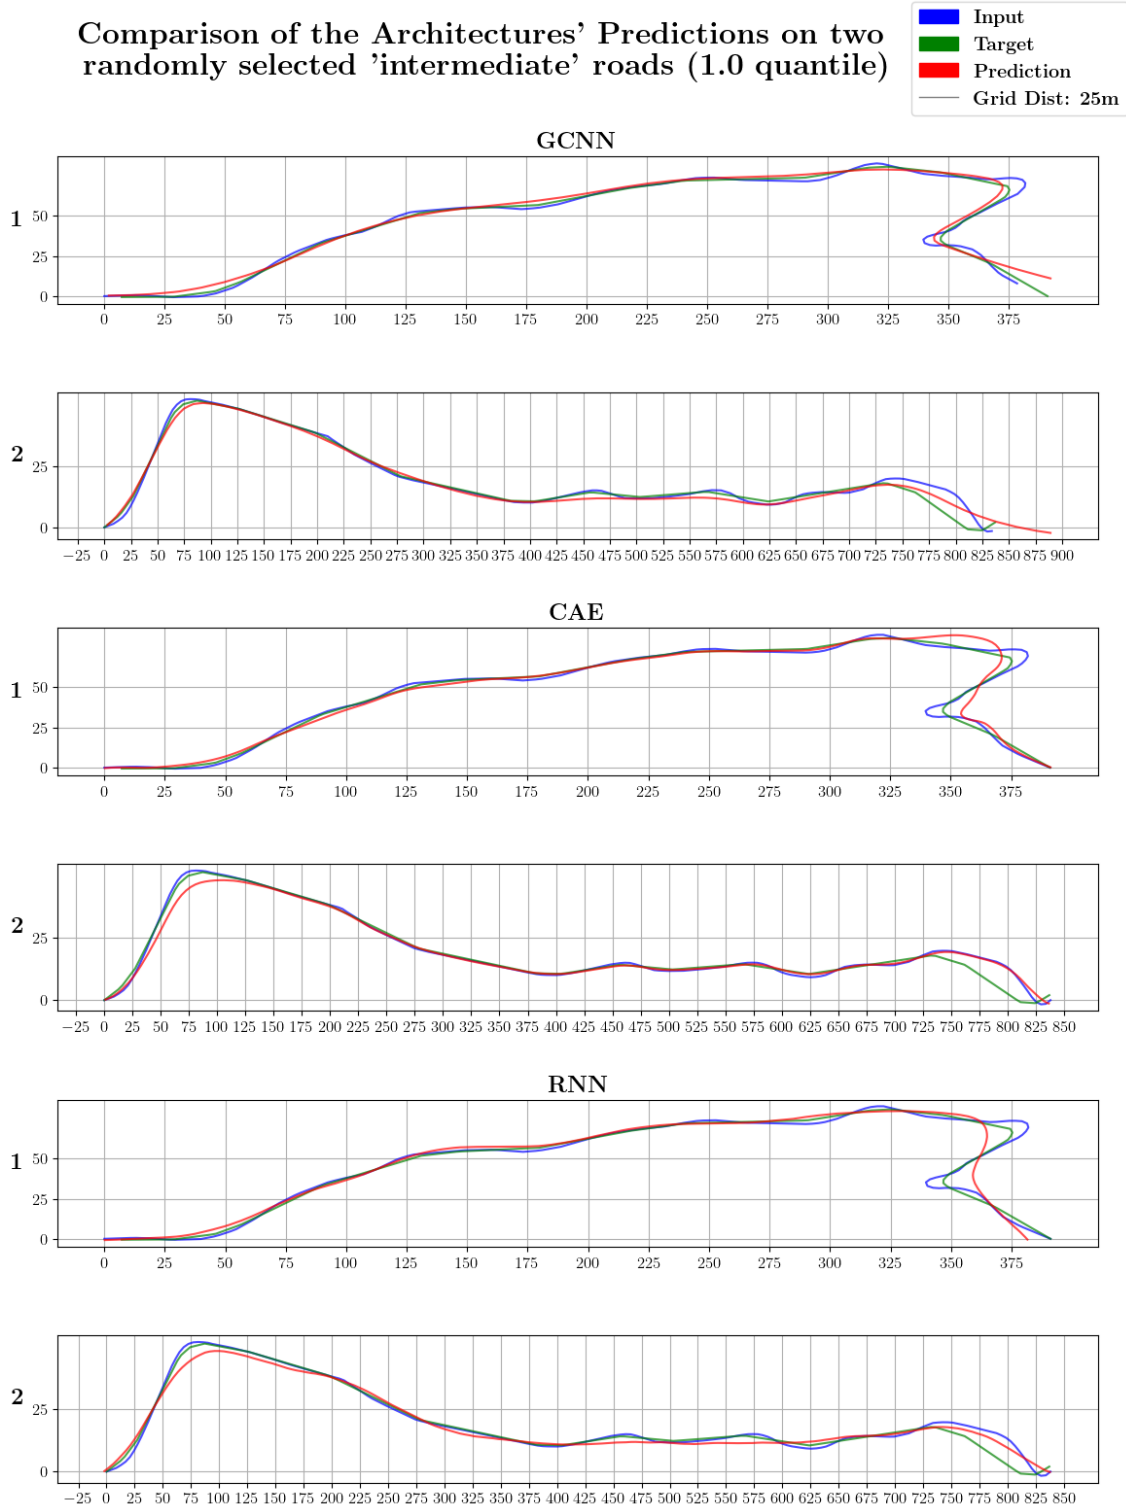 Comparison of the Architectures' Predictions on two
randomly selected 'intermediate' roads (1.0 quantile)
Input
Target
Prediction
Grid Dist: 25m
GCNN
1
50
25
0
0 25 50 75 100 125 150 175 200 225 250 275 300 325 350 375
2
25
0
−25 0 25 50 75 100 125 150 175 200 225 250 275 300 325 350 375 400 425 450 475 500 525 550 575 600 625 650 675 700 725 750 775 800 825 850 875 900
CAE
1
50
25
0
0 25 50 75 100 125 150 175 200 225 250 275 300 325 350 375
2
25
0
−25 0 25 50 75 100 125 150 175 200 225 250 275 300 325 350 375 400 425 450 475 500 525 550 575 600 625 650 675 700 725 750 775 800 825 850
RNN
1
50
25
0
0 25 50 75 100 125 150 175 200 225 250 275 300 325 350 375
2
25
0
−25 0 25 50 75 100 125 150 175 200 225 250 275 300 325 350 375 400 425 450 475 500 525 550 575 600 625 650 675 700 725 750 775 800 825 850